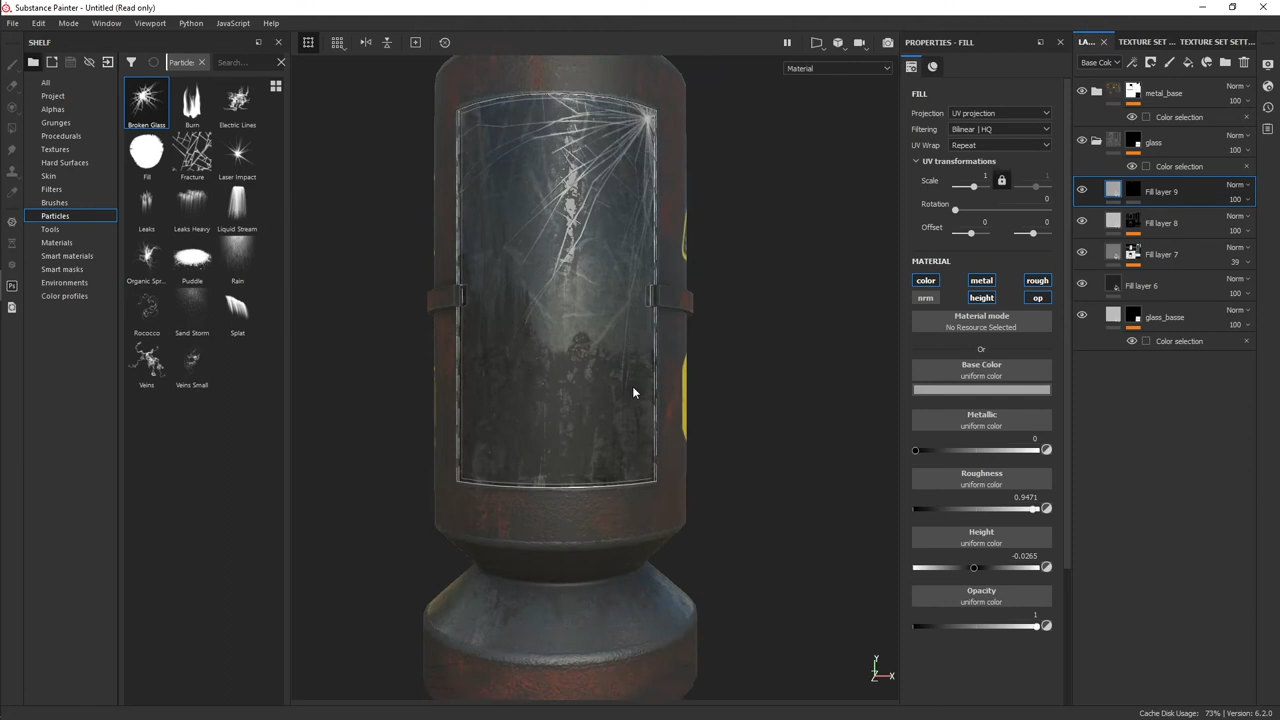 Substance Painter - Untitled (Read only)
File Edit Mode Window Viewport Python JavaScript Help
SHELF
Particle Search...
All
Project
Alphas
Grunges
Procedurals
Textures
Hard Surfaces
Skin
Filters
Brushes
Particles
Tools
Materials
Smart materials
Smart masks
Environments
Color profiles
Broken Glass Burn Electric Lines
Fill Fracture Laser Impact
Leaks Leaks Heavy Liquid Stream
Organic Spr... Puddle Rain
Rococco Sand Storm Splat
Veins Veins Small
Material
Y
Z X
PROPERTIES - FILL
FILL
Projection UV projection
Filtering Bilinear | HQ
UV Wrap Repeat
UV transformations
Scale 1 1
Rotation 0
Offset 0 0
MATERIAL
color metal rough
nrm height op
Material mode
No Resource Selected
Or
Base Color
uniform color
Metallic
uniform color
0
Roughness
uniform color
0.9471
Height
uniform color
-0.0265
Opacity
uniform color
1
LA... TEXTURE SET ... TEXTURE SET SETT...
Base Col
metal_base Norm
100
Color selection
glass Norm
100
Color selection
Fill layer 9 Norm
100
Fill layer 8 Norm
100
Fill layer 7 Norm
39
Fill layer 6 Norm
100
glass_basse Norm
100
Color selection
Cache Disk Usage: 73% | Version: 6.2.0